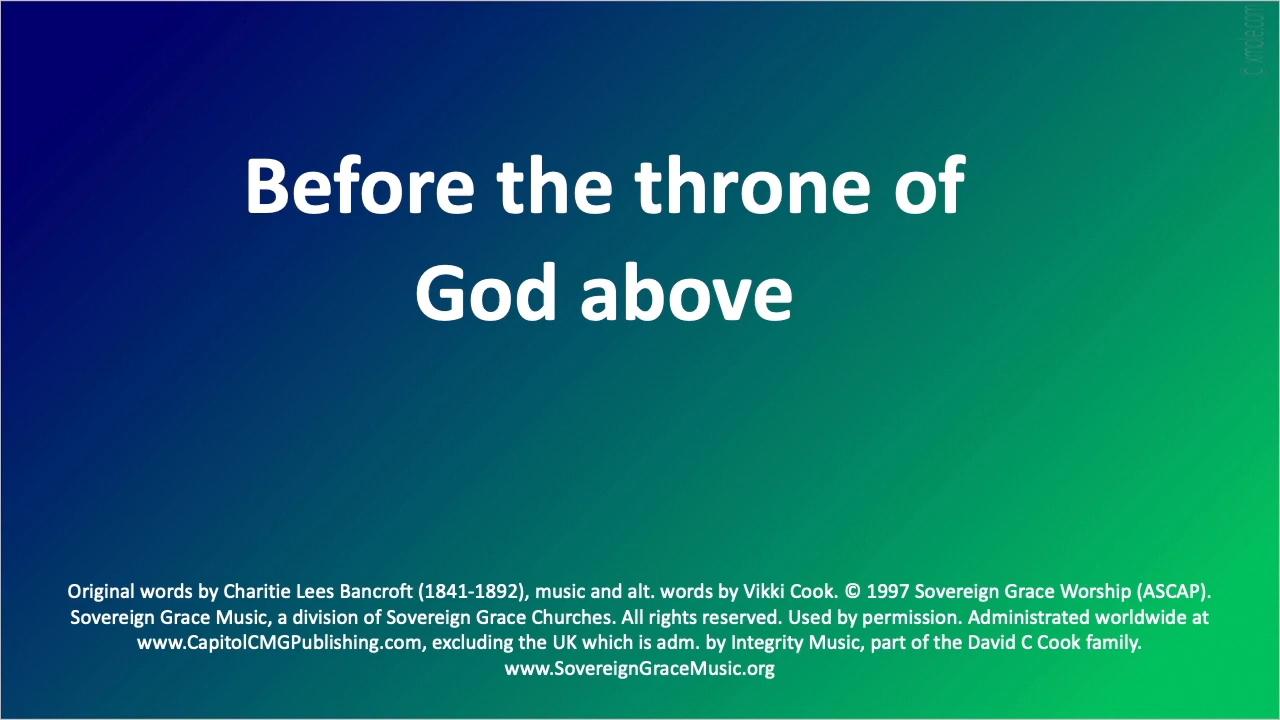 Before the throne of
God above
Original words by Charitie Lees Bancroft (1841-1892), music and alt. words by Vikki Cook. © 1997 Sovereign Grace Worship (ASCAP).
Sovereign Grace Music, a division of Sovereign Grace Churches. All rights reserved. Used by permission. Administrated worldwide at
www.CapitolCMGPublishing.com, excluding the UK which is adm. by Integrity Music, part of the David C Cook family.
www.SovereignGraceMusic.org